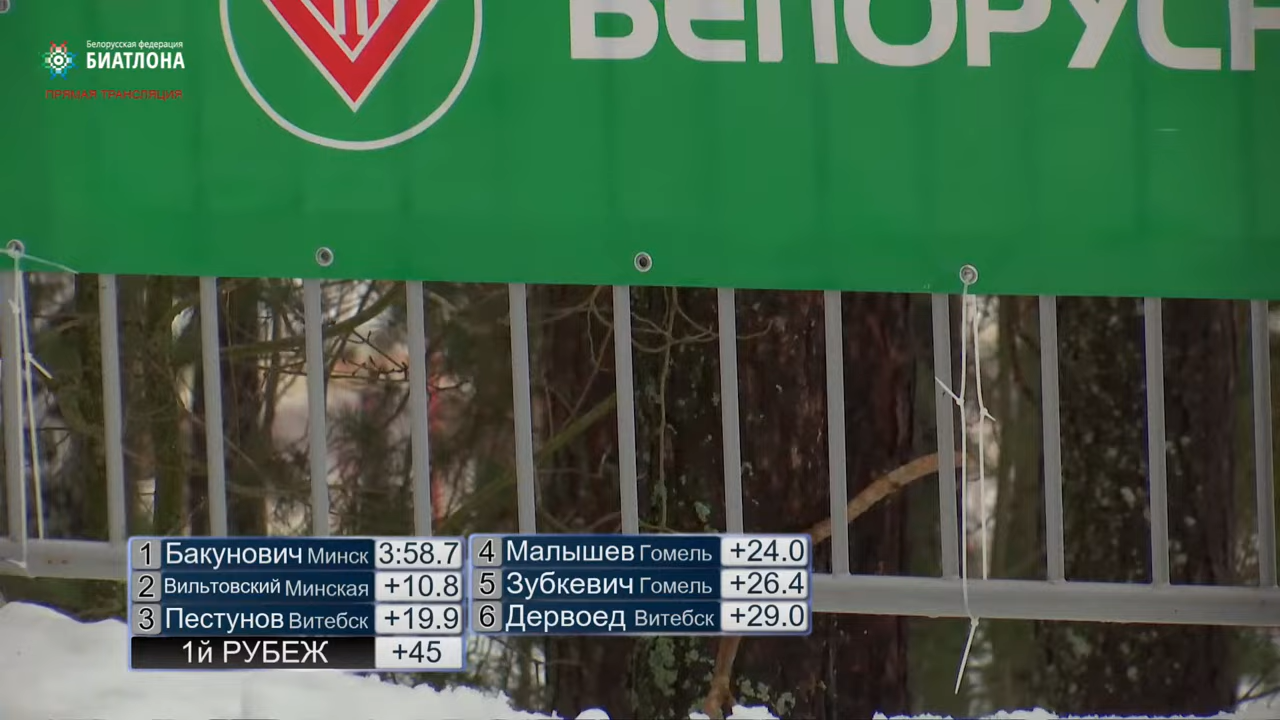 БЕЛОРУСН
Белорусская федерация
БИАТЛОНА
ПРЯМАЯ ТРАНСЛЯЦИЯ
1 Бакунович Минск 3:58.7
2 Вильтовский Минская +10.8
3 Пестунов Витебск +19.9
1й РУБЕЖ +45
4 Малышев Гомель +24.0
5 Зубкевич Гомель +26.4
6 Дервоед Витебск +29.0